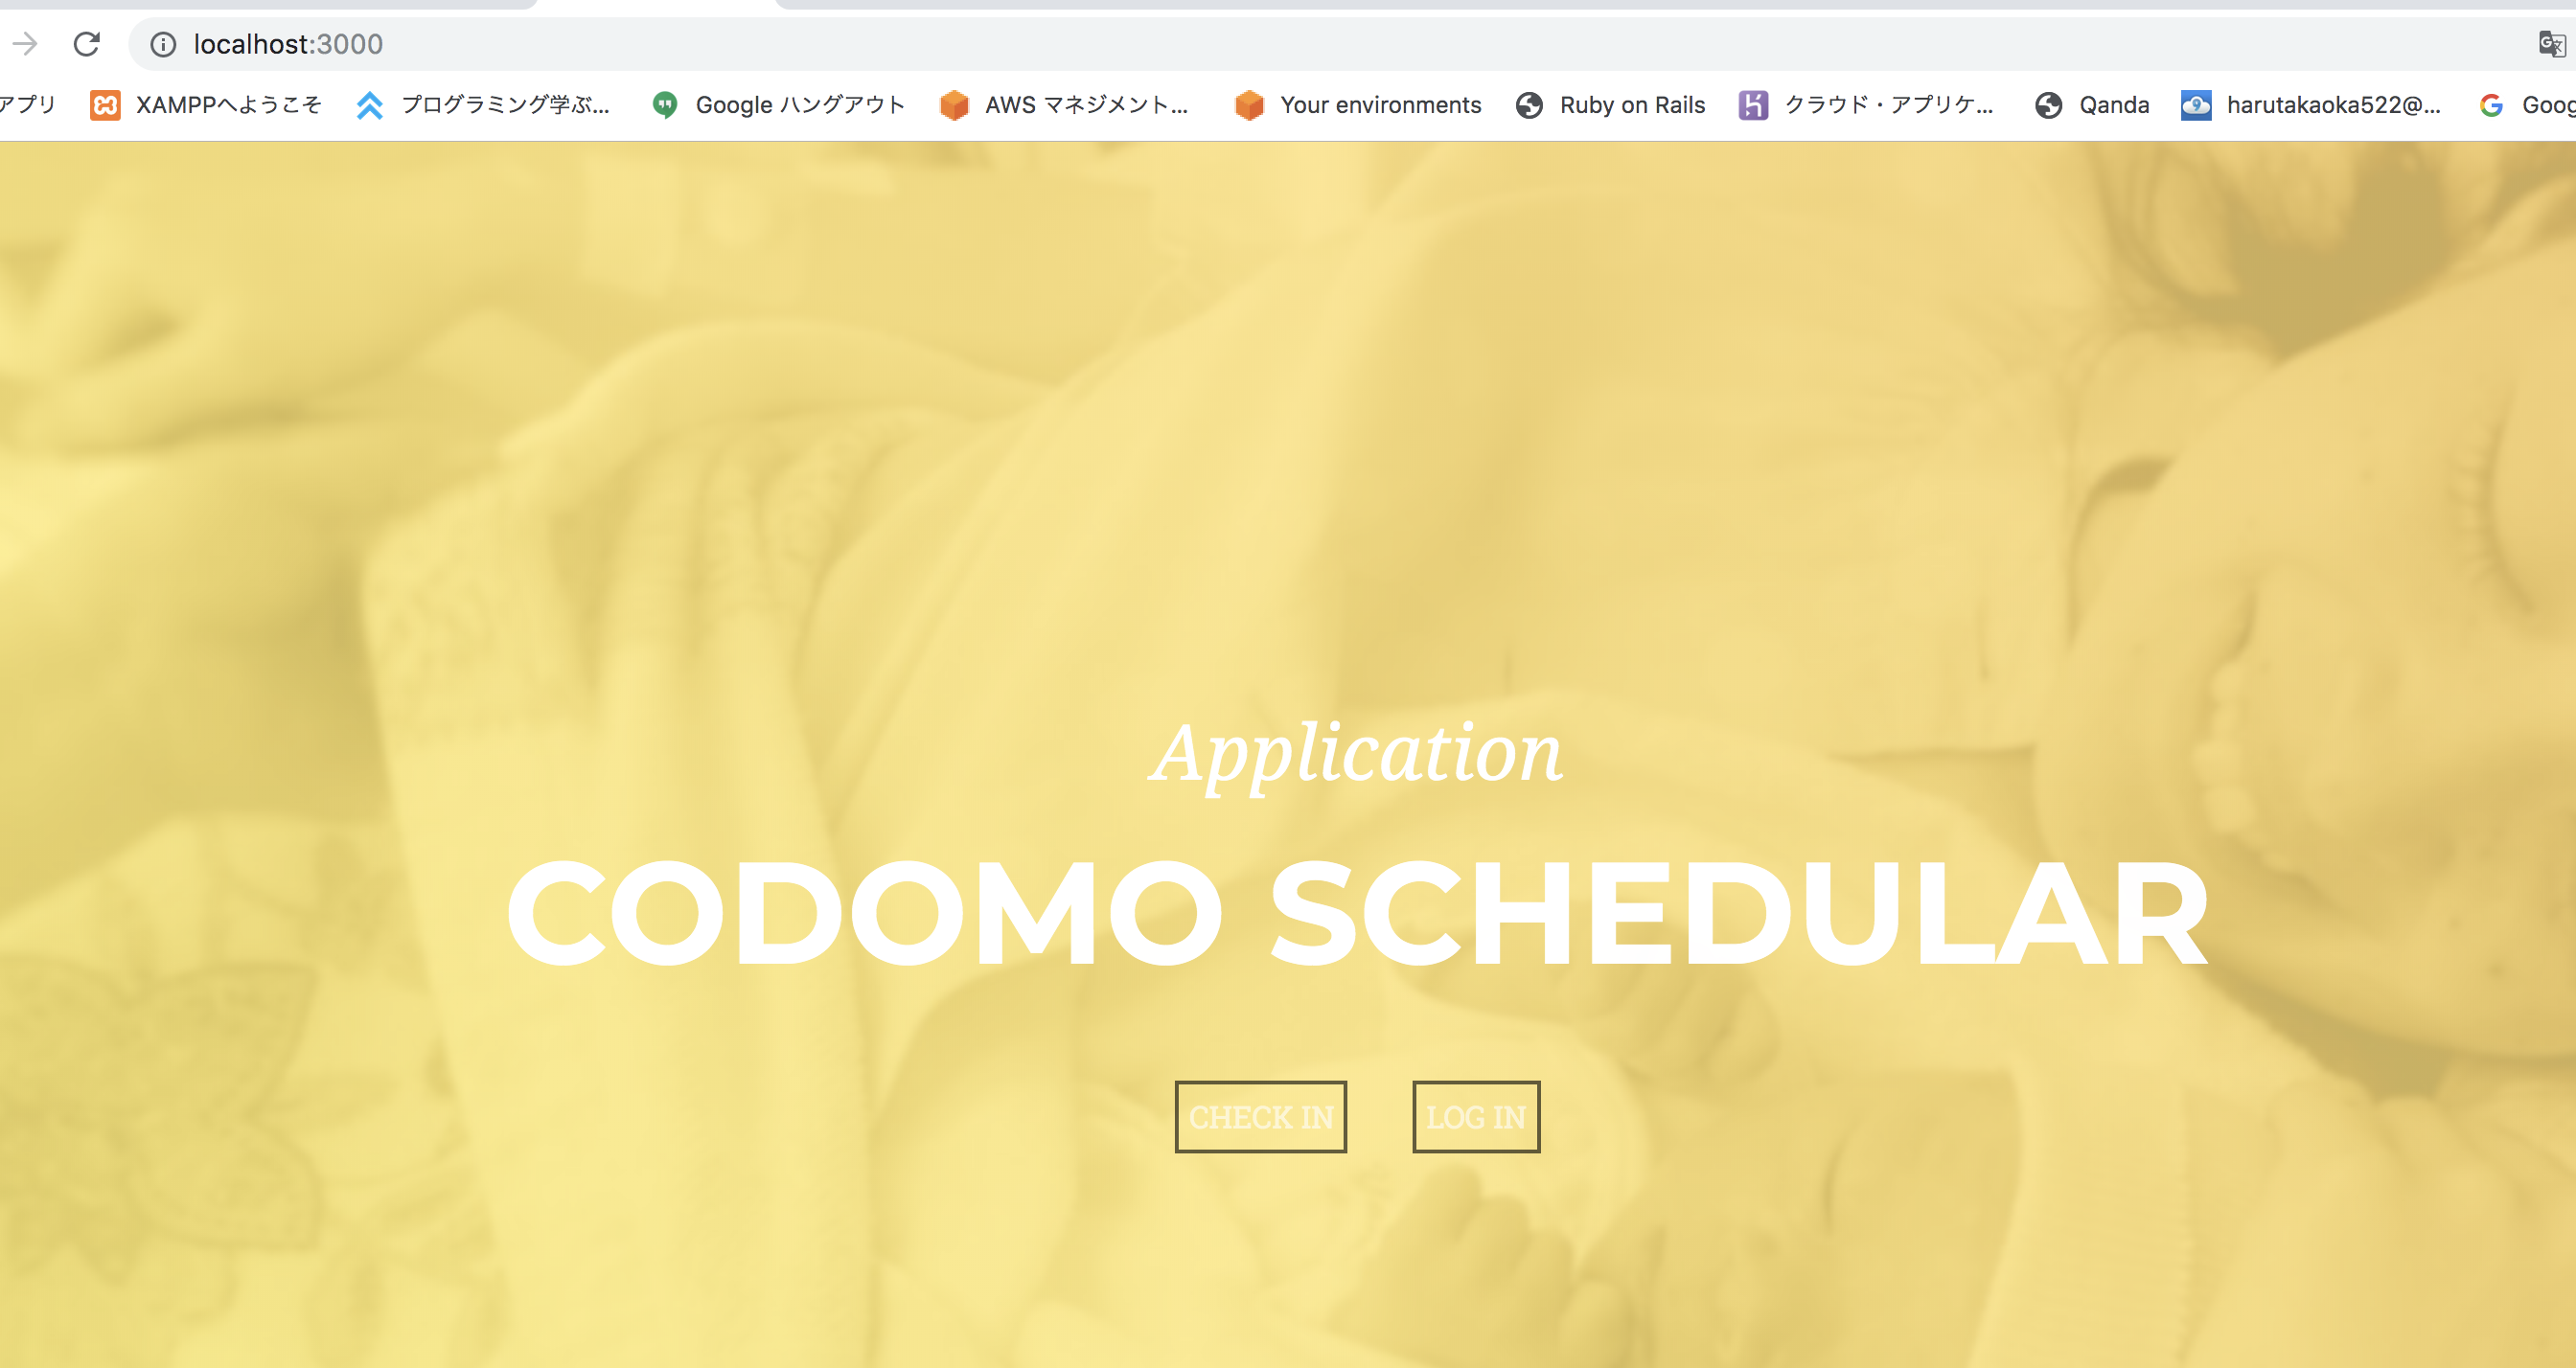 localhost:3000
アプリ XAMPPへようこそ プログラミング学ぶ... Google ハングアウト AWS マネジメント... Your environments Ruby on Rails クラウド・アプリケ... Qanda harutakaoka522@... Goog
Application
CODOMO SCHEDULAR
CHECK IN LOG IN